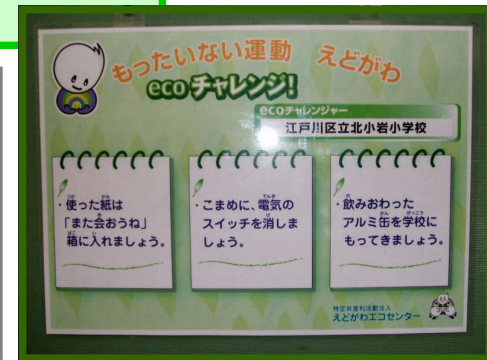 もったいない運動 えどがわ
ecoチャレンジ!
ecoチャレンジャー
江戸川区立北小岩小学校
・使った紙は
「また会おうね」
箱に入れましょう。
・こまめに、電気の
スイッチを消しま
しょう。
・飲みおわった
アルミ缶を学校に
もってきましょう。
特定非営利活動法人
えどがわエコセンター